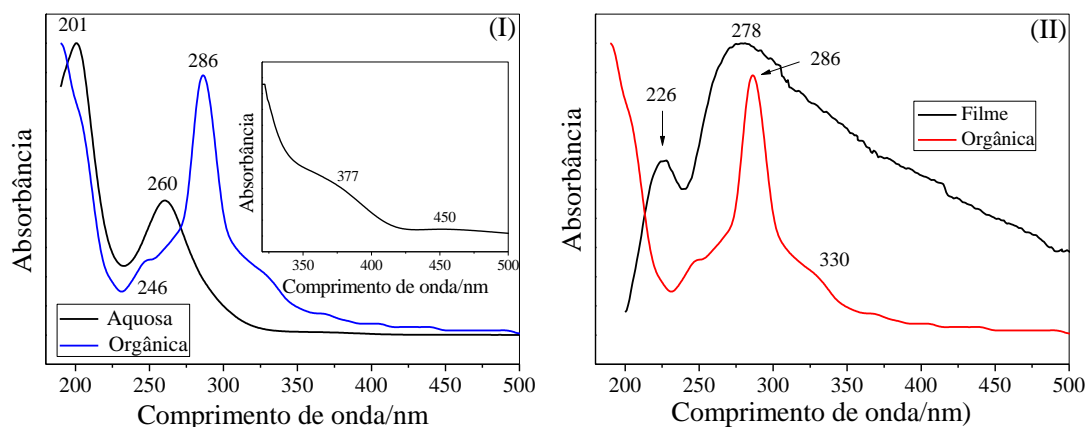 (I)
201
286
260
246
377
450
Absorbância
350
400
450
500
Comprimento de onda/nm
Aquosa
Orgânica
Absorbância
200
250
300
350
400
450
500
Comprimento de onda/nm
(II)
278
286
226
330
Filme
Orgânica
Absorbância
200
250
300
350
400
450
500
Comprimento de onda/nm)